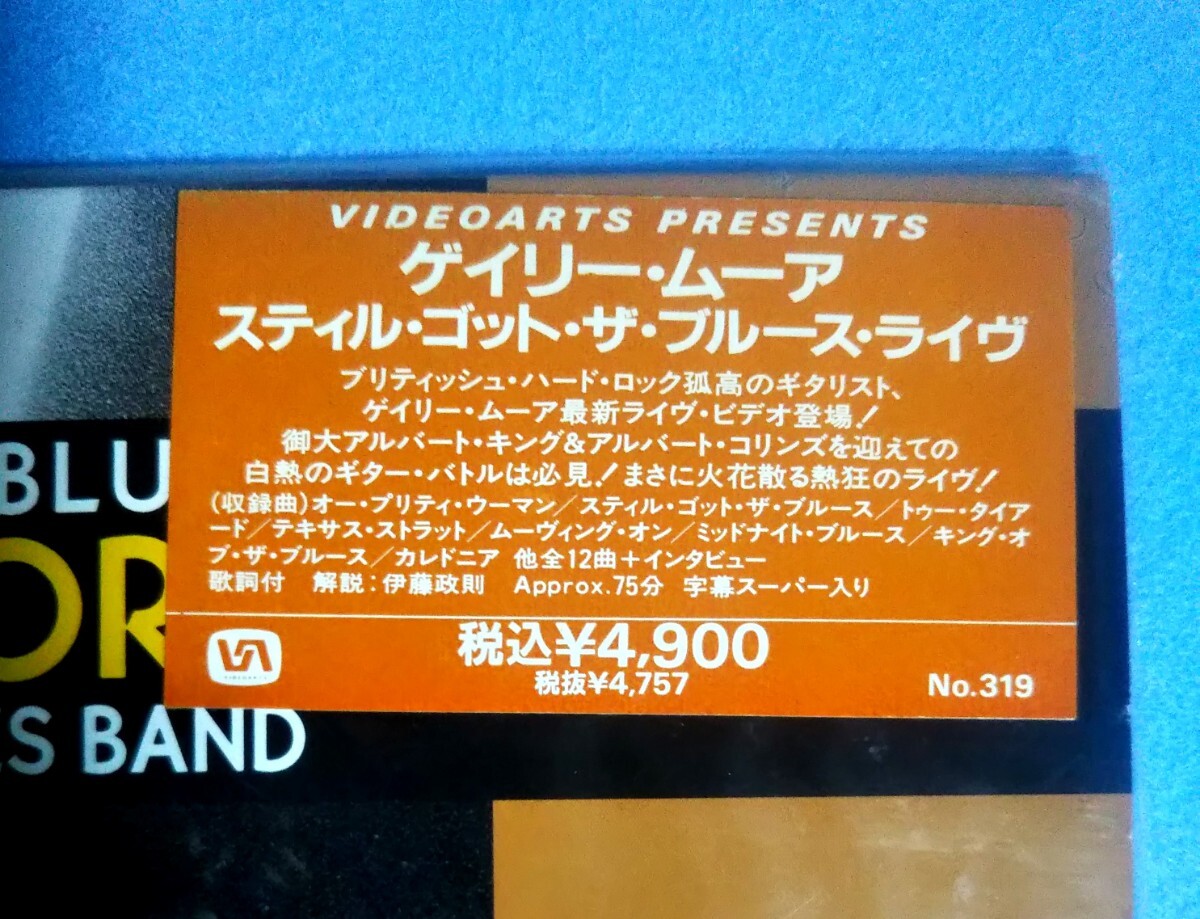 VIDEOARTS PRESENTS
ゲイリー・ムーア
スティル・ゴット・ザ・ブルース・ライヴ
ブリティッシュ・ハード・ロック孤高のギタリスト、
ゲイリー・ムーア最新ライヴ・ビデオ登場!
御大アルバート・キング&アルバート・コリンズを迎えての
白熱のギター・バトルは必見!まさに火花散る熱狂のライヴ!
(収録曲)オー・プリティ・ウーマン/スティル・ゴット・ザ・ブルース/トゥー・タイア
ード/テキサス・ストラット/ムーヴィング・オン/ミッドナイト・ブルース/キング・オ
ブ・ザ・ブルース/カレドニア 他全12曲+インタビュー
歌詞付 解説:伊藤政則 Approx.75分 字幕スーパー入り
税込¥4,900
税抜¥4,757
No.319
VA
VIDEOARTS
BLU
OR
ES BAND